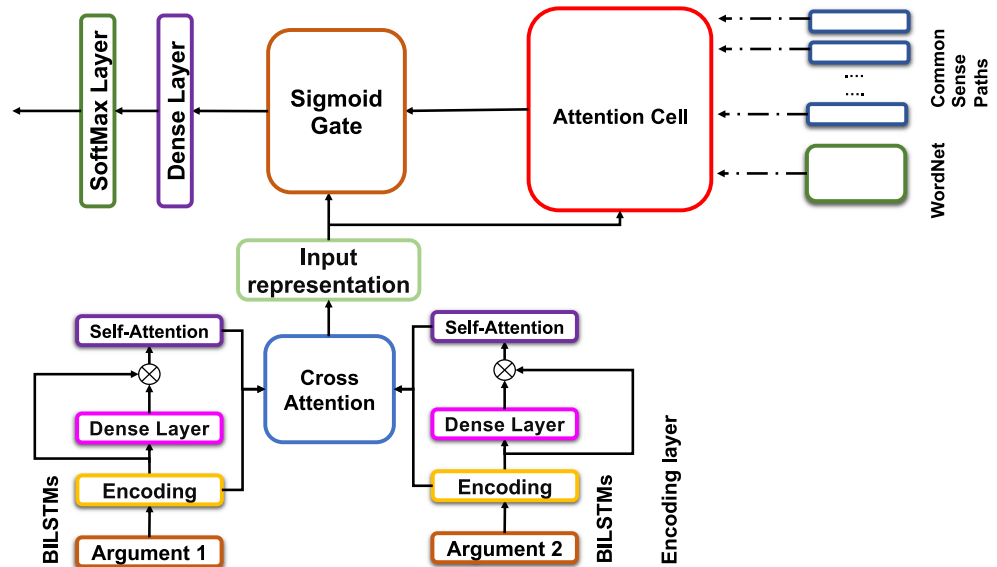 SoftMax Layer
Dense Layer
Sigmoid
Gate
Attention Cell
....
....
Common
Sense
Paths
WordNet
Input
representation
Self-Attention
Dense Layer
Encoding
Argument 1
BILSTMs
Cross
Attention
Self-Attention
Dense Layer
Encoding
Argument 2
BILSTMs
Encoding layer